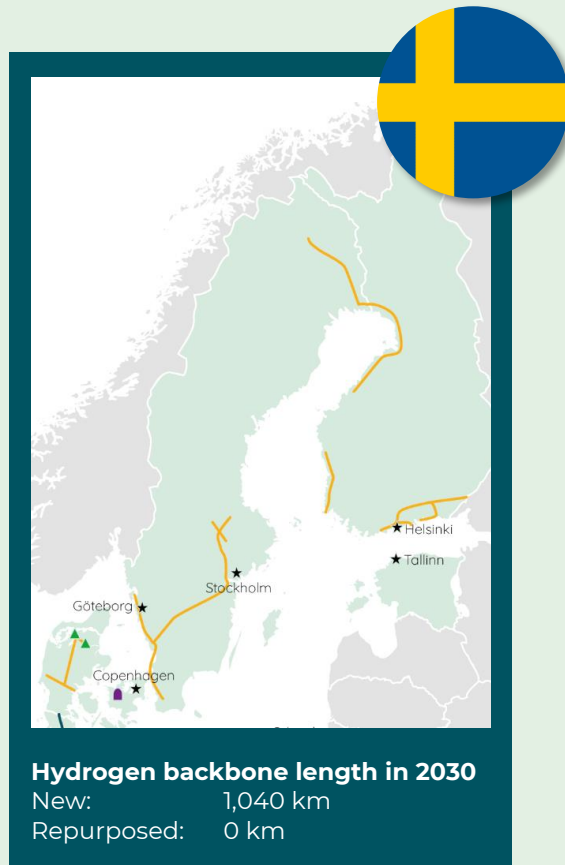 Helsinki
Tallinn
Stockholm
Göteborg
Copenhagen
Hydrogen backbone length in 2030
New: 1,040 km
Repurposed: 0 km